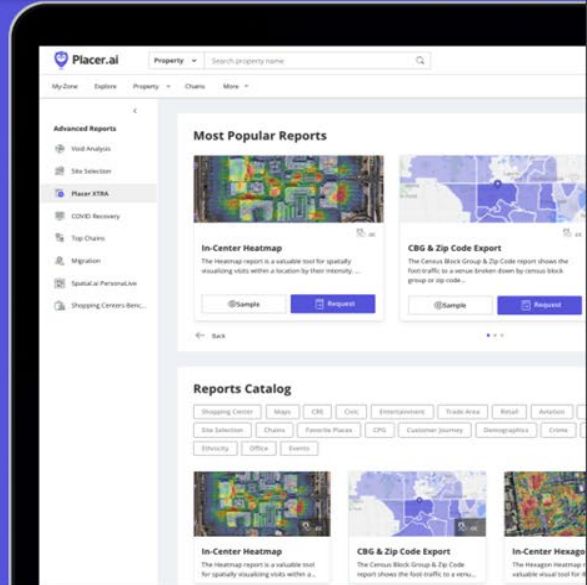 Placer.ai
Property
Search property name
My-Zone Explore Property Chains More
Advanced Reports
Void Analysis
Site Selection
Placer XTRA
COVID Recovery
Top Chains
Migration
Spatial.ai PersonaLive
Shopping Centers Benc...
Most Popular Reports
In-Center Heatmap
The Heatmap report is a valuable tool for spatially
visualizing visits within a location by their intensity. ...
Sample Request
CBG & Zip Code Export
The Census Block Group & Zip Code report shows the
foot traffic to a venue broken down by census block
group or zip code...
Sample Request
Back
Reports Catalog
Shopping Center Maps CRE Civic Entertainment Trade Area Retail Aviation
Site Selection Chains Favorite Places CPG Customer Journey Demographics Crime
Ethnicity Office Events
In-Center Heatmap
The Heatmap report is a valuable tool
for spatially visualizing visits within a...
CBG & Zip Code Export
The Census Block Group & Zip Code
report shows the foot traffic to a venu...
In-Center Hexago
The Hexagon Heatmap
valuable visual tool for